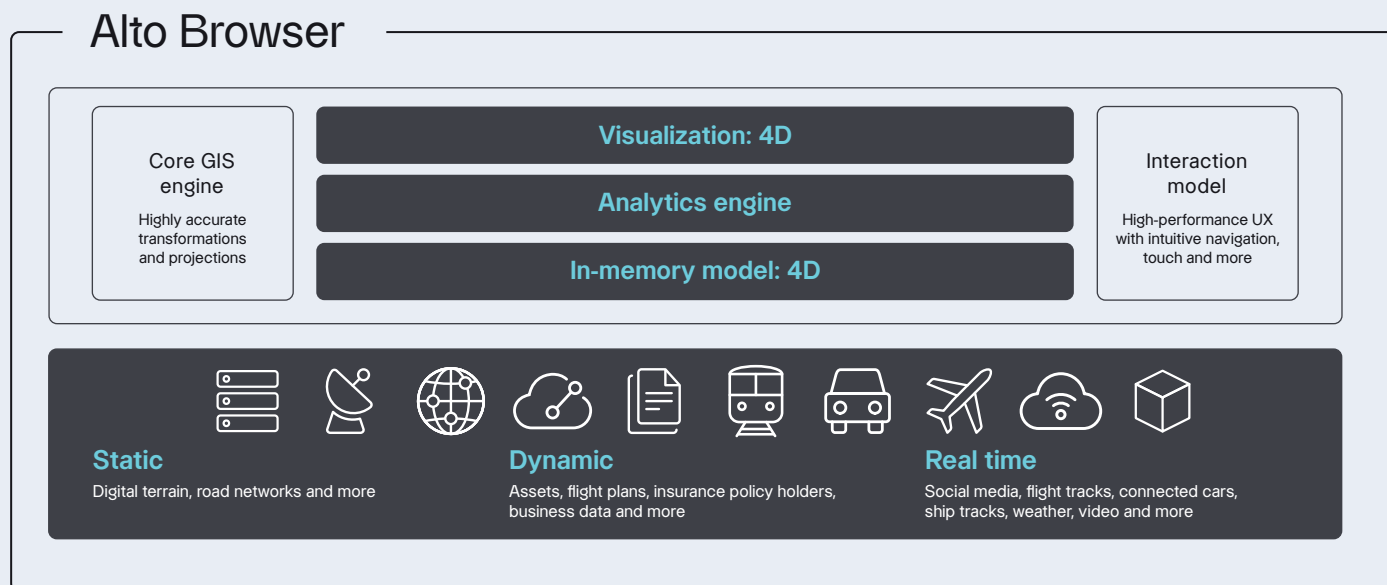 Alto Browser
Core GIS
engine
Highly accurate
transformations
and projections
Visualization: 4D
Analytics engine
In-memory model: 4D
Interaction
model
High-performance UX
with intuitive navigation,
touch and more
Static
Digital terrain, road networks and more
Dynamic
Assets, flight plans, insurance policy holders,
business data and more
Real time
Social media, flight tracks, connected cars,
ship tracks, weather, video and more